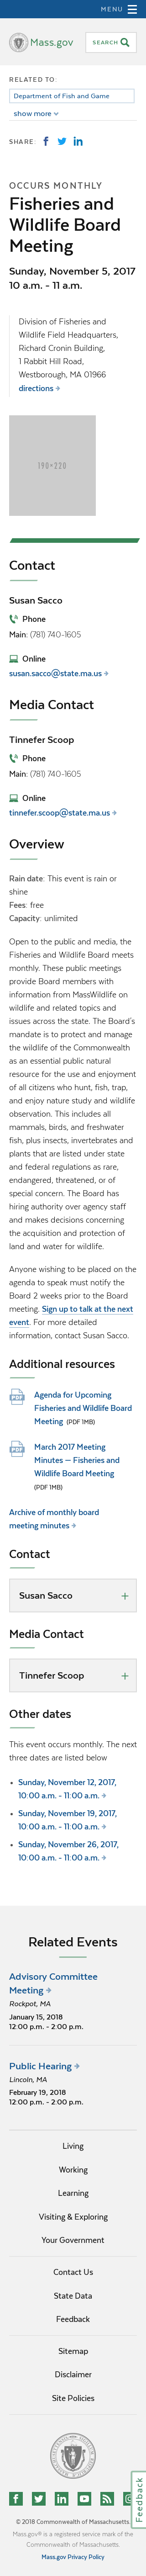 MENU
Mass.gov
SEARCH
RELATED TO:
Department of Fish and Game
show more
SHARE:
OCCURS MONTHLY
Fisheries and
Wildlife Board
Meeting
Sunday, November 5, 2017
10 a.m. - 11 a.m.
Division of Fisheries and
Wildlife Field Headquarters,
Richard Cronin Building,
1 Rabbit Hill Road,
Westborough, MA 01966
directions
190×220
Contact
Susan Sacco
Phone
Main: (781) 740-1605
Online
susan.sacco@state.ma.us
Media Contact
Tinnefer Scoop
Phone
Main: (781) 740-1605
Online
tinnefer.scoop@state.ma.us
Overview
Rain date: This event is rain or
shine
Fees: free
Capacity: unlimited
Open to the public and media, the
Fisheries and Wildlife Board meets
monthly. These public meetings
provide Board members with
information from MassWildlife on
wildlife and related topics and
issues across the state. The Board's
mandate is to protect and manage
the wildlife of the Commonwealth
as an essential public natural
resource for the use and enjoyment
of all citizens who hunt, fish, trap,
and enjoy nature study and wildlife
observation. This includes all
mammals, birds, and freshwater
fish, plus insects, invertebrates and
plants that are listed under state
law under regulations as rare,
endangered, threatened, or of
special concern. The Board has
hiring authority over agency staff
and makes decisions concerning
the acquisition and use of protected
land and water for wildlife.
Anyone wishing to be placed on the
agenda to speak must notify the
Board 2 weeks prior to the Board
meeting. Sign up to talk at the next
event. For more detailed
information, contact Susan Sacco.
Additional resources
Agenda for Upcoming
Fisheries and Wildlife Board
Meeting (PDF 1MB)
March 2017 Meeting
Minutes — Fisheries and
Wildlife Board Meeting
(PDF 1MB)
Archive of monthly board
meeting minutes
Contact
Susan Sacco
Media Contact
Tinnefer Scoop
Other dates
This event occurs monthly. The next
three dates are listed below
• Sunday, November 12, 2017,
10:00 a.m. - 11:00 a.m.
• Sunday, November 19, 2017,
10:00 a.m. - 11:00 a.m.
• Sunday, November 26, 2017,
10:00 a.m. - 11:00 a.m.
Related Events
Advisory Committee
Meeting
Rockport, MA
January 15, 2018
12:00 p.m. - 2:00 p.m.
Public Hearing
Lincoln, MA
February 19, 2018
12:00 p.m. - 2:00 p.m.
Living
Working
Learning
Visiting & Exploring
Your Government
Contact Us
State Data
Feedback
Sitemap
Disclaimer
Site Policies
Feedback
© 2018 Commonwealth of Massachusetts.
Mass.gov® is a registered service mark of the
Commonwealth of Massachusetts.
Mass.gov Privacy Policy